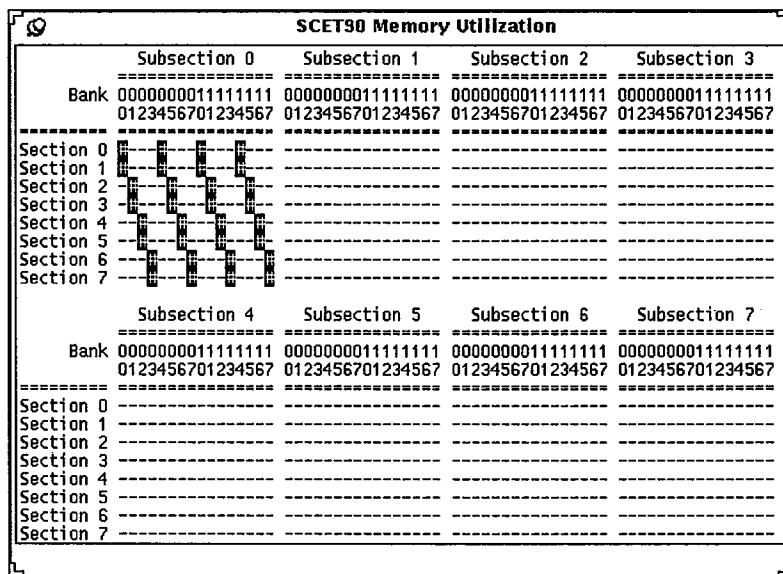 SCET90 Memory Utilization
Subsection 0 Subsection 1 Subsection 2 Subsection 3
================ ================ ================ ================
Bank 0000000011111111 0000000011111111 0000000011111111 0000000011111111
0123456701234567 0123456701234567 0123456701234567 0123456701234567
Section 0 ---------------- ---------------- ----------------
Section 1 ---------------- ---------------- ----------------
Section 2 ---------------- ---------------- ----------------
Section 3 ---------------- ---------------- ----------------
Section 4 ---------------- ---------------- ----------------
Section 5 ---------------- ---------------- ----------------
Section 6 ---------------- ---------------- ----------------
Section 7 ---------------- ---------------- ----------------
Subsection 4 Subsection 5 Subsection 6 Subsection 7
================ ================ ================ ================
Bank 0000000011111111 0000000011111111 0000000011111111 0000000011111111
0123456701234567 0123456701234567 0123456701234567 0123456701234567
========= ================ ================ ================ ================
Section 0 ---------------- ---------------- ---------------- ----------------
Section 1 ---------------- ---------------- ---------------- ----------------
Section 2 ---------------- ---------------- ---------------- ----------------
Section 3 ---------------- ---------------- ---------------- ----------------
Section 4 ---------------- ---------------- ---------------- ----------------
Section 5 ---------------- ---------------- ---------------- ----------------
Section 6 ---------------- ---------------- ---------------- ----------------
Section 7 ---------------- ---------------- ---------------- ----------------